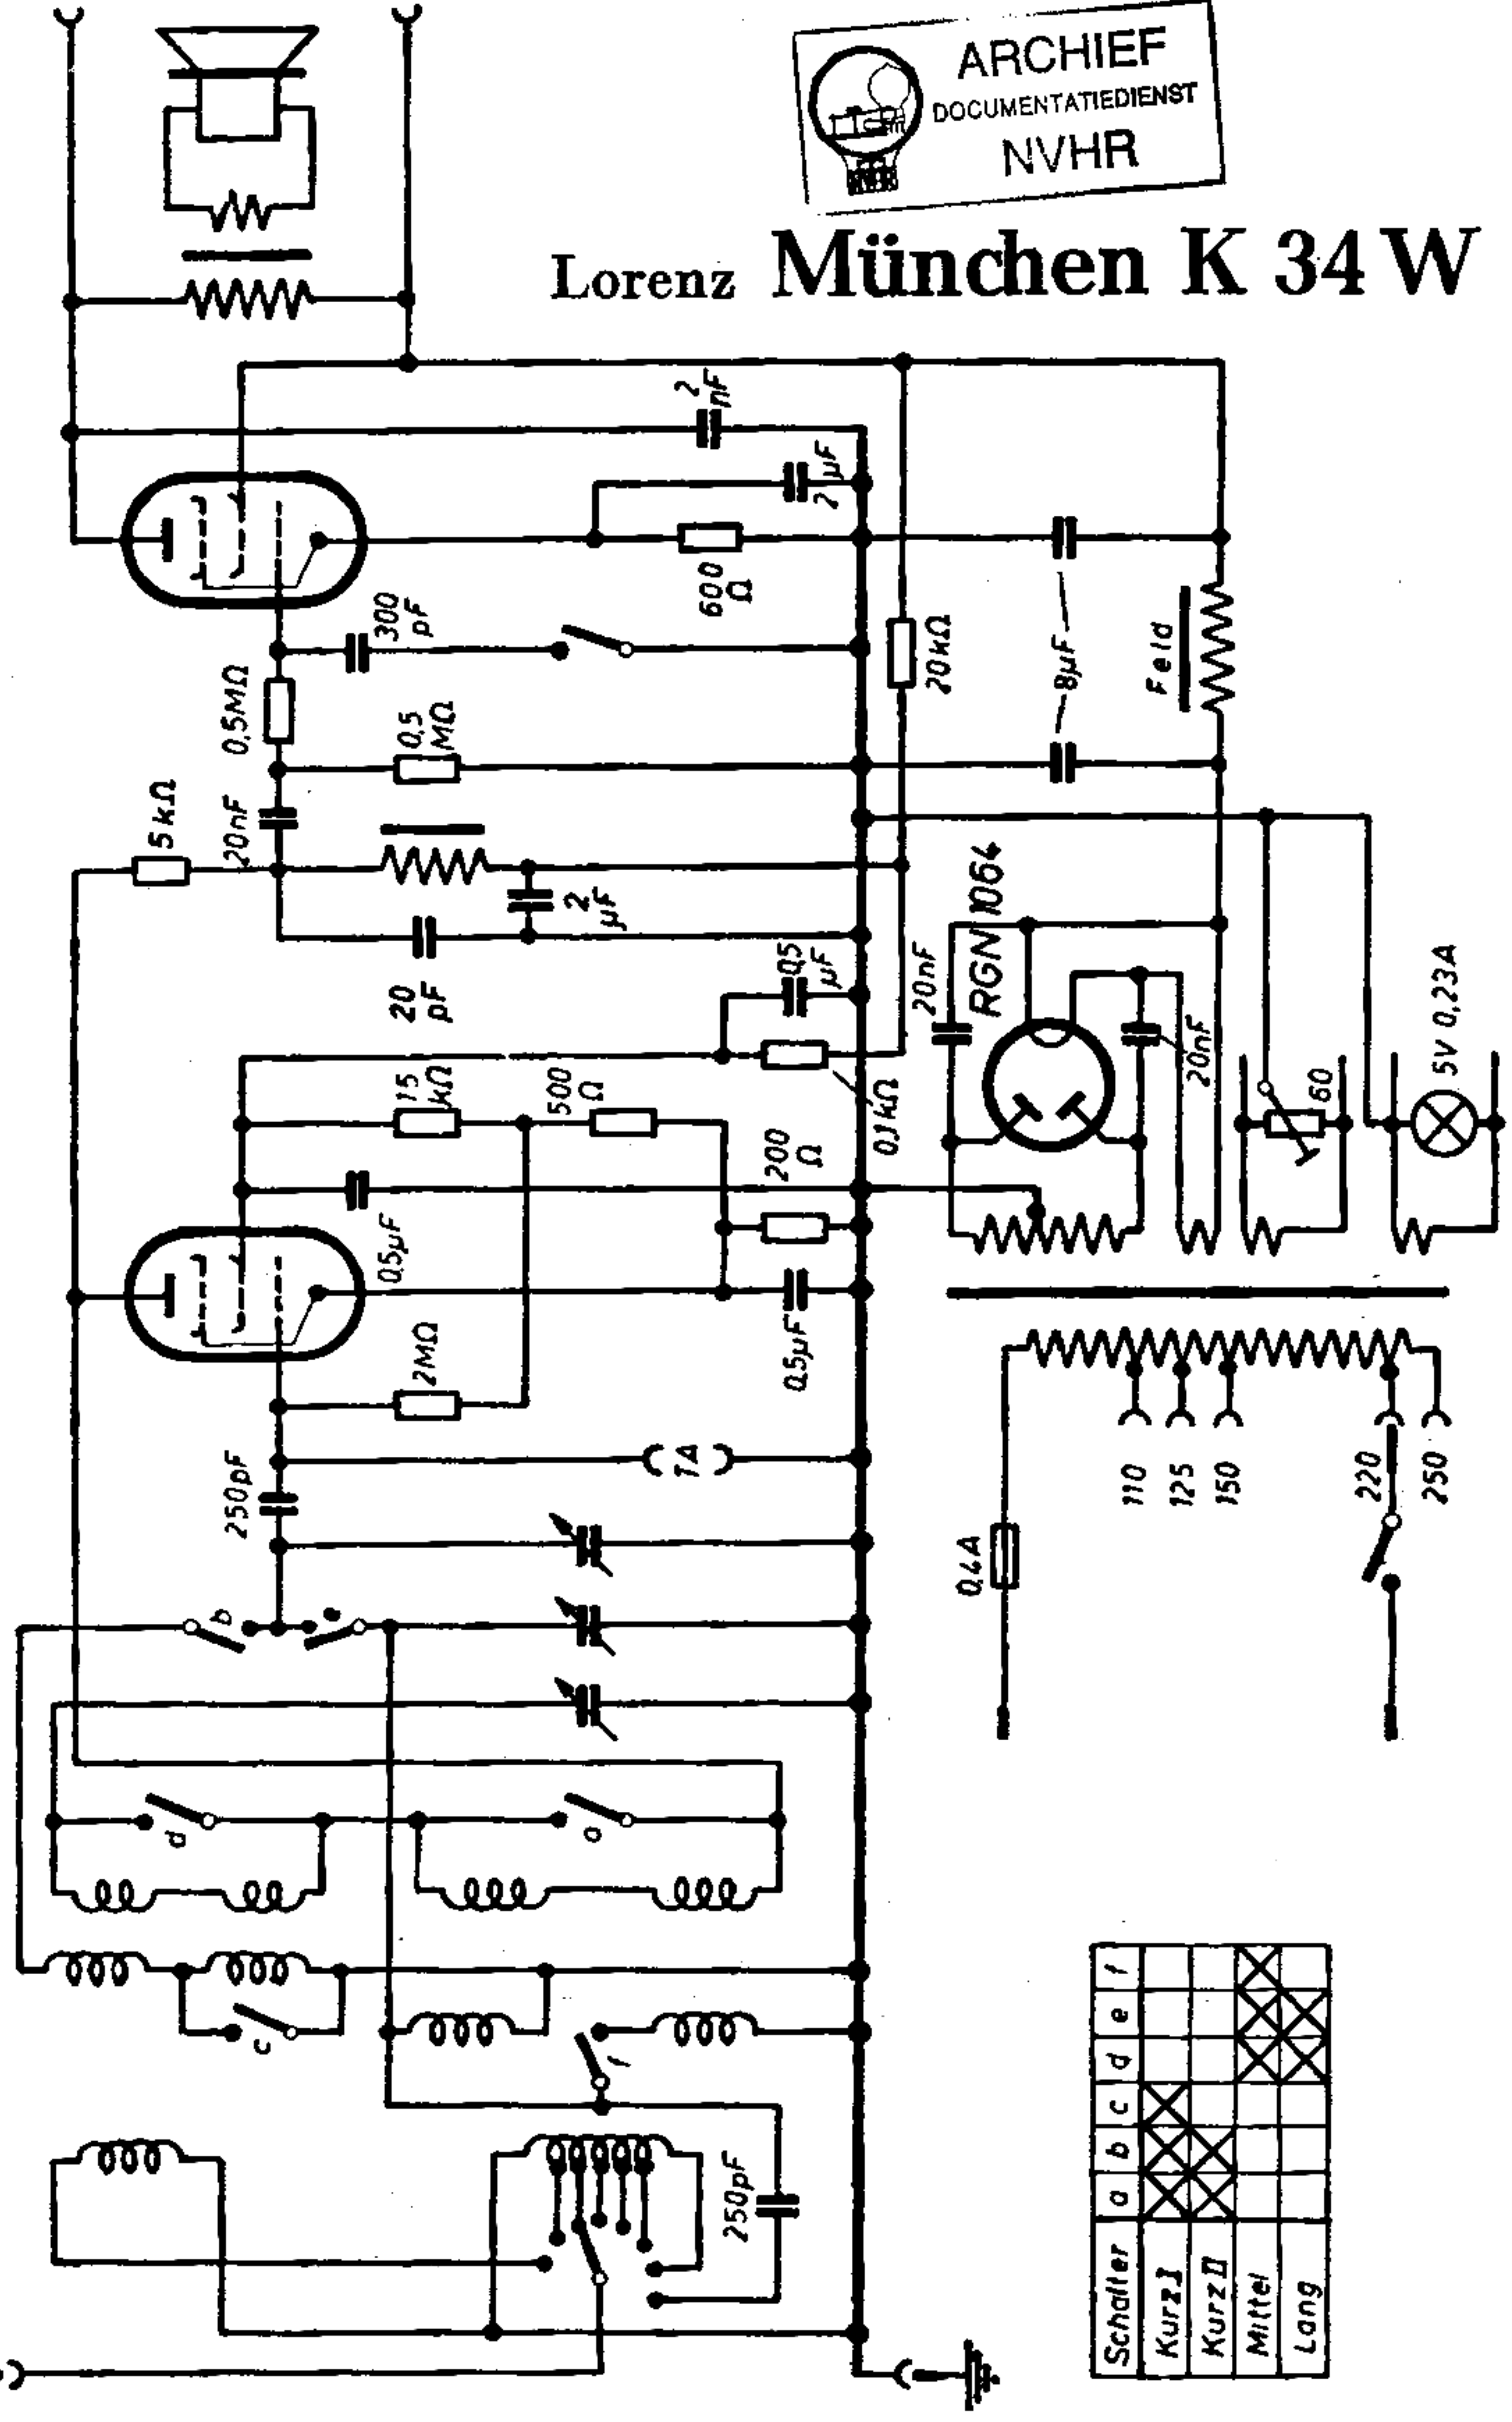 ARCHIEF
DOCUMENTATIEDIENST
NVHR
Lorenz München K 34 W
2 nF
2 µF
600 Ω
300 pF
0,5MΩ
0,5 MΩ
20kΩ
8µF
Feld
5kΩ
20nF
2 µF
20 pF
0,5 µF
20nF
RGN1064
20nF
5V 0,23A
15 kΩ
500 Ω
0,1kΩ
60
200 Ω
0,5µF
2MΩ
0,5µF
250pF
TA
110
125
150
220
250
0,4A
b
e
d
a
c
f
250pF
Schalter a b c d e f
Kurz I
Kurz II
Mittel
Lang